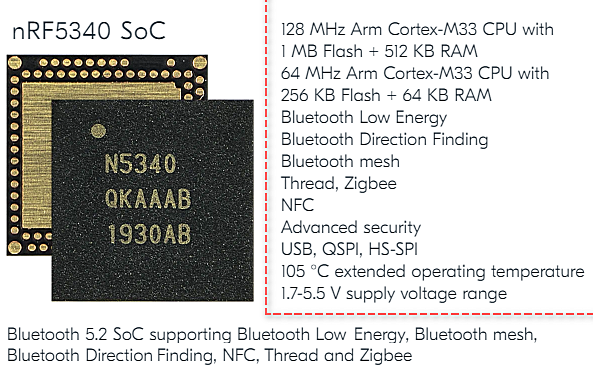 nRF5340 SoC
N5340
QKAAAB
1930AB
128 MHz Arm Cortex-M33 CPU with
1 MB Flash + 512 KB RAM
64 MHz Arm Cortex-M33 CPU with
256 KB Flash + 64 KB RAM
Bluetooth Low Energy
Bluetooth Direction Finding
Bluetooth mesh
Thread, Zigbee
NFC
Advanced security
USB, QSPI, HS-SPI
105 °C extended operating temperature
1.7-5.5 V supply voltage range
Bluetooth 5.2 SoC supporting Bluetooth Low Energy, Bluetooth mesh,
Bluetooth Direction Finding, NFC, Thread and Zigbee